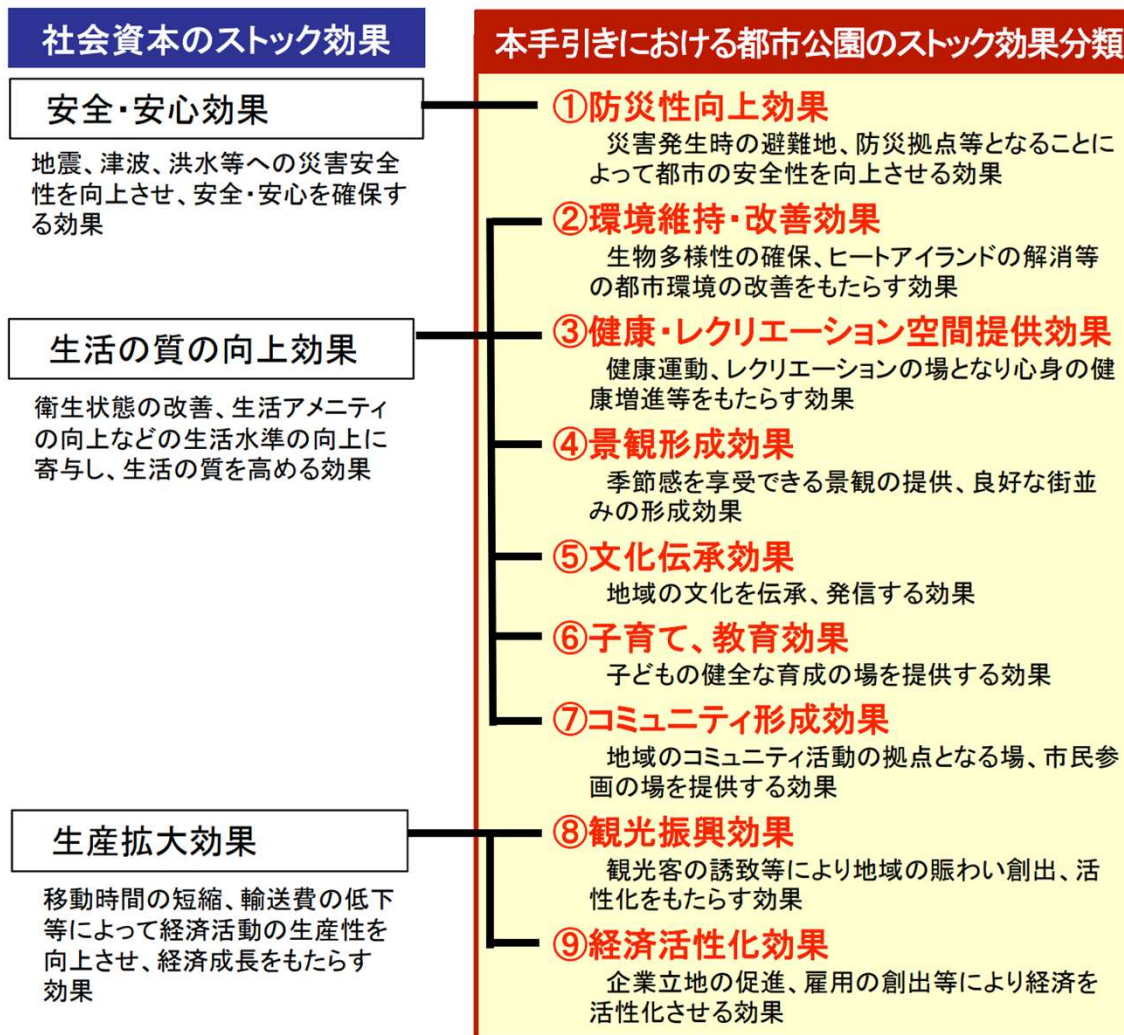 社会資本のストック効果
安全・安心効果
地震、津波、洪水等への災害安全
性を向上させ、安全・安心を確保す
る効果
生活の質の向上効果
衛生状態の改善、生活アメニティ
の向上などの生活水準の向上に
寄与し、生活の質を高める効果
生産拡大効果
移動時間の短縮、輸送費の低下
等によって経済活動の生産性を
向上させ、経済成長をもたらす
効果
本手引きにおける都市公園のストック効果分類
①防災性向上効果
災害発生時の避難地、防災拠点等となることに
よって都市の安全性を向上させる効果
②環境維持・改善効果
生物多様性の確保、ヒートアイランドの解消等
の都市環境の改善をもたらす効果
③健康・レクリエーション空間提供効果
健康運動、レクリエーションの場となり心身の健
康増進等をもたらす効果
④景観形成効果
季節感を享受できる景観の提供、良好な街並
みの形成効果
⑤文化伝承効果
地域の文化を伝承、発信する効果
⑥子育て、教育効果
子どもの健全な育成の場を提供する効果
⑦コミュニティ形成効果
地域のコミュニティ活動の拠点となる場、市民参
画の場を提供する効果
⑧観光振興効果
観光客の誘致等により地域の賑わい創出、活
性化をもたらす効果
⑨経済活性化効果
企業立地の促進、雇用の創出等により経済を
活性化させる効果